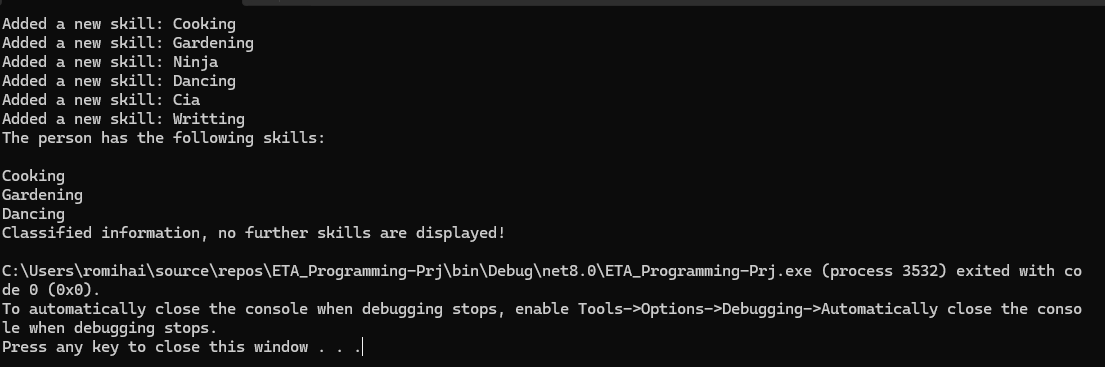 Added a new skill: Cooking
Added a new skill: Gardening
Added a new skill: Ninja
Added a new skill: Dancing
Added a new skill: Cia
Added a new skill: Writting
The person has the following skills:
Cooking
Gardening
Dancing
Classified information, no further skills are displayed!
C:\Users\romihai\source\repos\ETA_Programming-Prj\bin\Debug\net8.0\ETA_Programming-Prj.exe (process 3532) exited with co
de 0 (0x0).
To automatically close the console when debugging stops, enable Tools->Options->Debugging->Automatically close the conso
le when debugging stops.
Press any key to close this window . . .